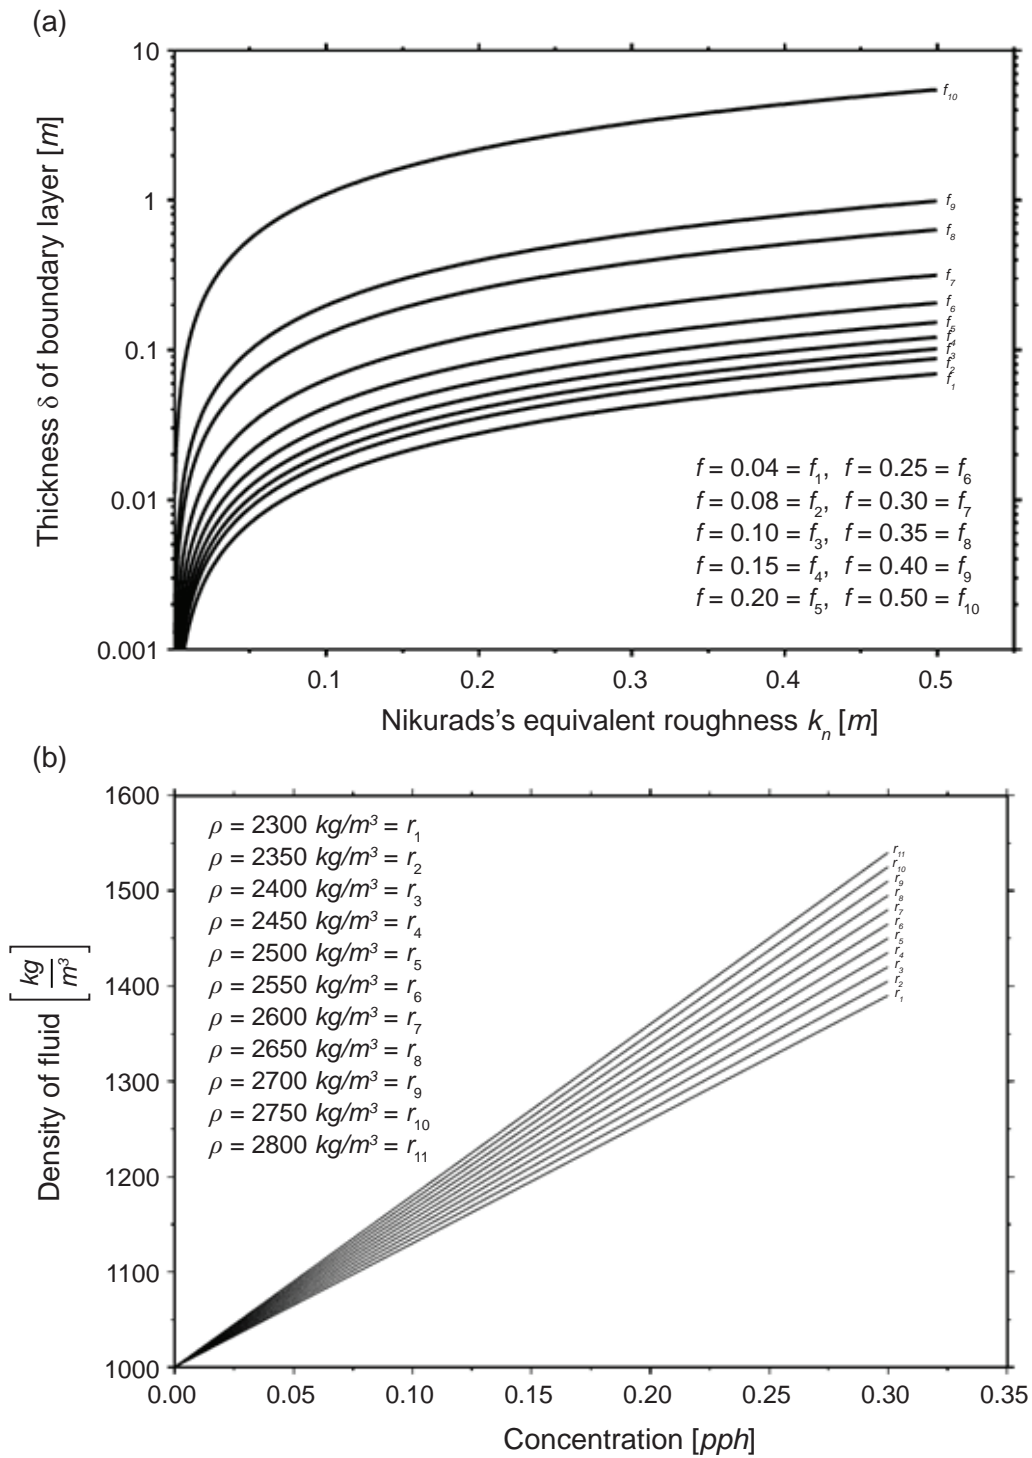 (a)
10
1
0.1
0.01
0.001
Thickness δ of boundary layer [m]
f₁₀
f₉
f₈
f₇
f₆
f₅
f₄
f₃
f₂
f₁
f = 0.04 = f₁, f = 0.25 = f₆
f = 0.08 = f₂, f = 0.30 = f₇
f = 0.10 = f₃, f = 0.35 = f₈
f = 0.15 = f₄, f = 0.40 = f₉
f = 0.20 = f₅, f = 0.50 = f₁₀
0.1 0.2 0.3 0.4 0.5
Nikurads's equivalent roughness kₙ [m]
(b)
1600
1500
1400
1300
1200
1100
1000
Density of fluid [kg/m³]
ρ = 2300 kg/m³ = r₁
ρ = 2350 kg/m³ = r₂
ρ = 2400 kg/m³ = r₃
ρ = 2450 kg/m³ = r₄
ρ = 2500 kg/m³ = r₅
ρ = 2550 kg/m³ = r₆
ρ = 2600 kg/m³ = r₇
ρ = 2650 kg/m³ = r₈
ρ = 2700 kg/m³ = r₉
ρ = 2750 kg/m³ = r₁₀
ρ = 2800 kg/m³ = r₁₁
r₁₁
r₁₀
r₉
r₈
r₇
r₆
r₅
r₄
r₃
r₂
r₁
0.00 0.05 0.10 0.15 0.20 0.25 0.30 0.35
Concentration [pph]